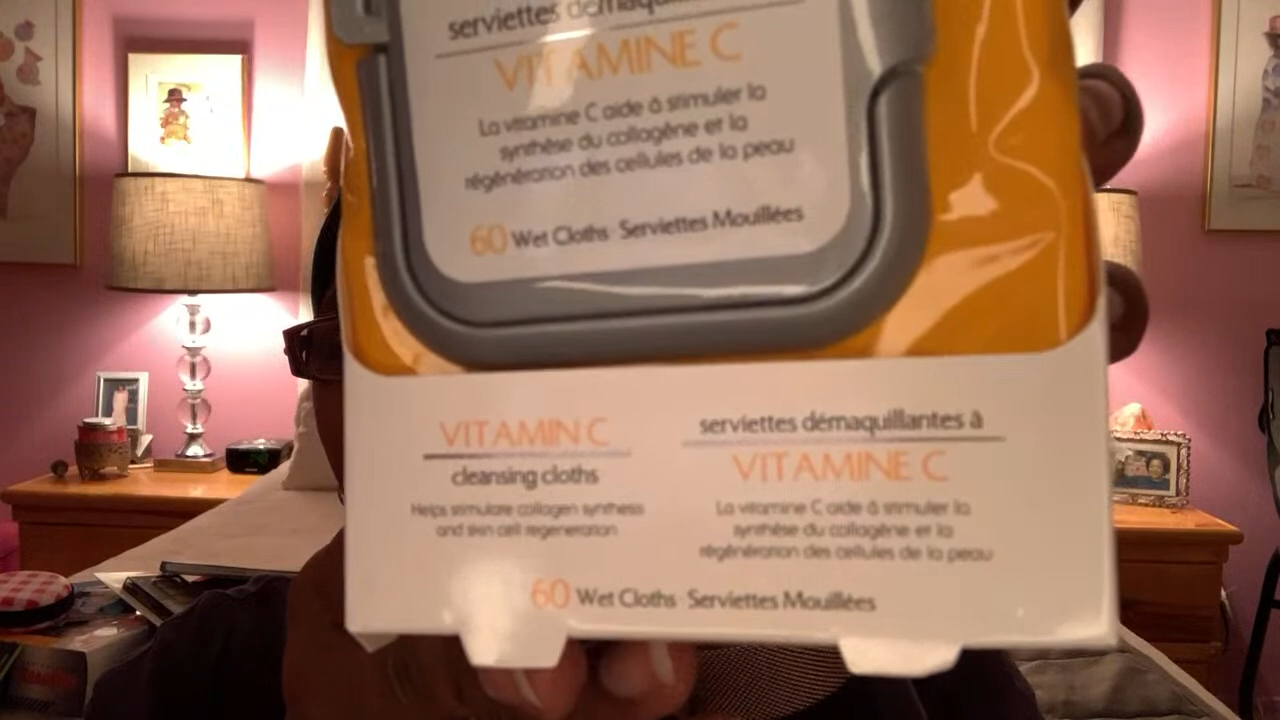 serviettes démaquillantes
VITAMINE C
La vitamine C aide à stimuler la
synthèse du collagène et la
régénération des cellules de la peau
60 Wet Cloths · Serviettes Mouillées
VITAMIN C
cleansing cloths
Helps stimulate collagen synthesis
and skin cell regeneration
serviettes démaquillantes à
VITAMINE C
La vitamine C aide à stimuler la
synthèse du collagène et la
régénération des cellules de la peau
60 Wet Cloths · Serviettes Mouillées